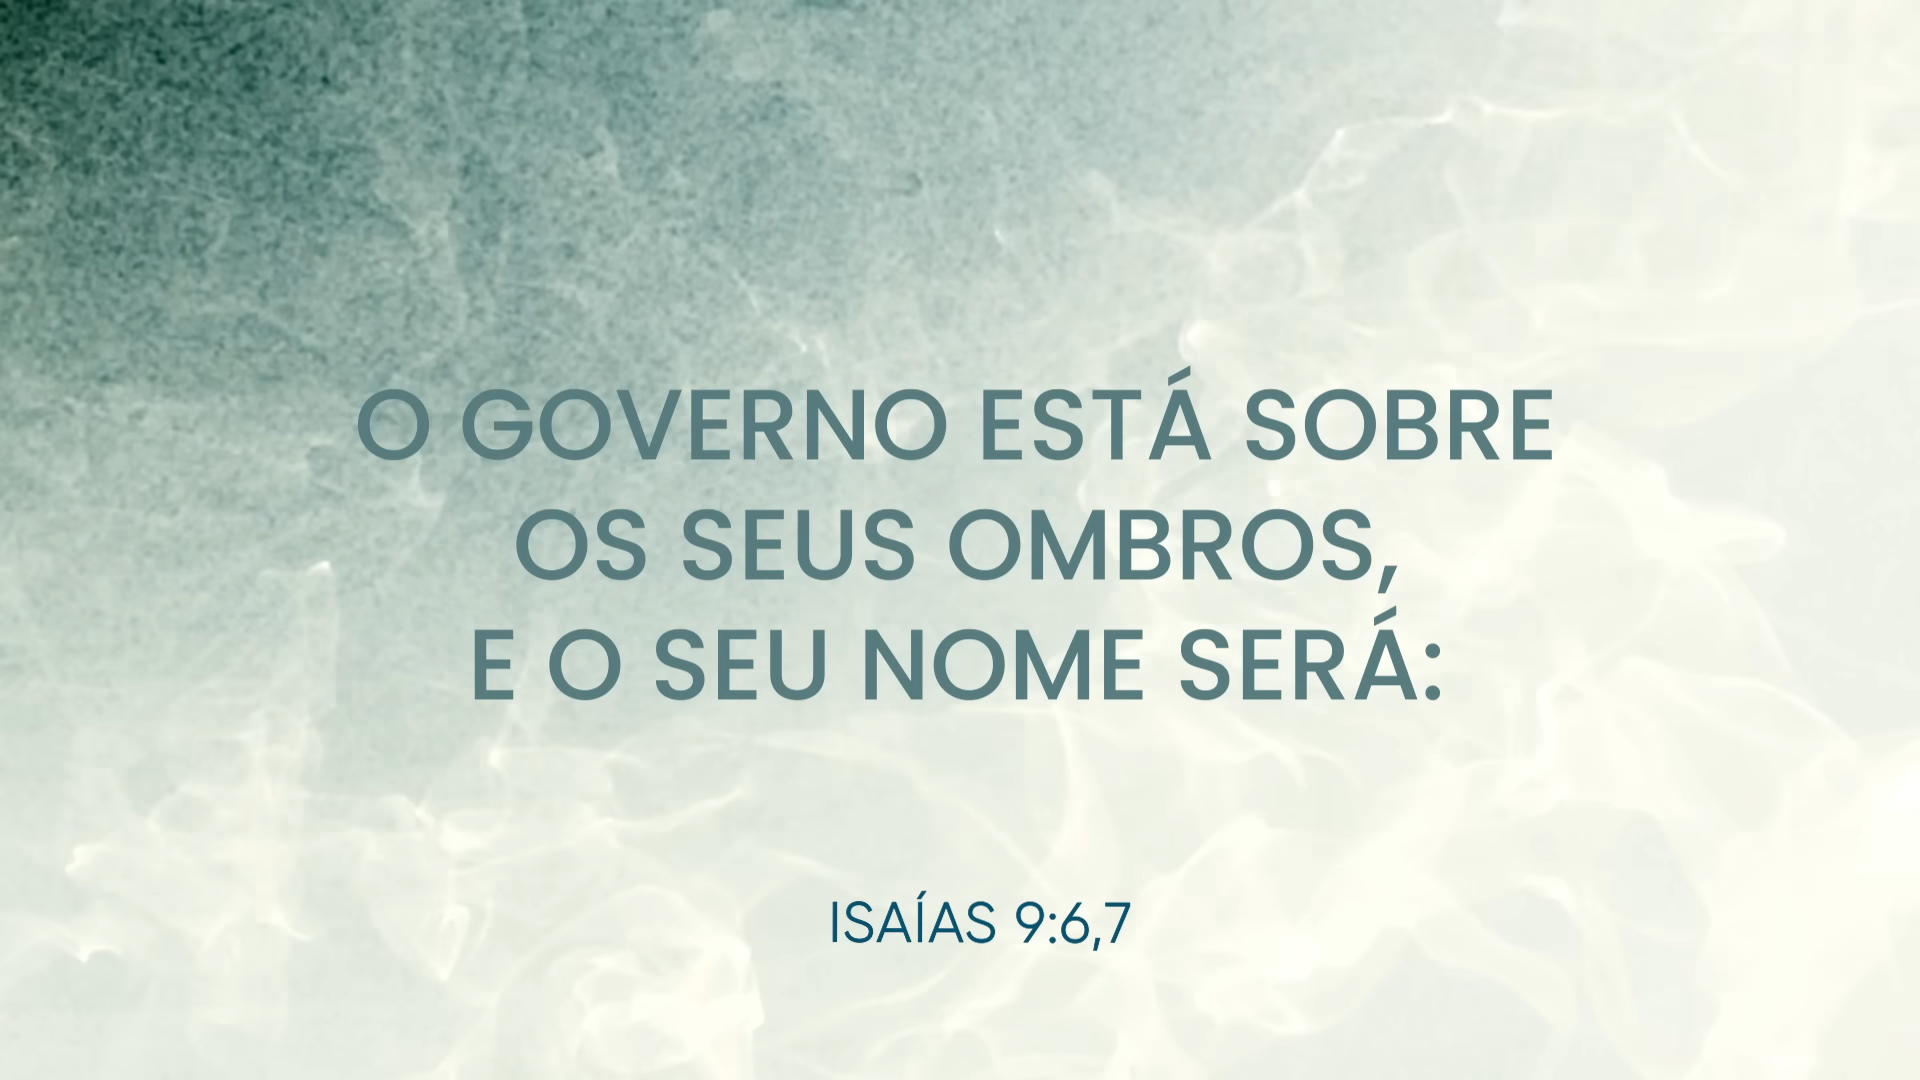 O GOVERNO ESTÁ SOBRE
OS SEUS OMBROS,
E O SEU NOME SERÁ:
ISAÍAS 9:6,7